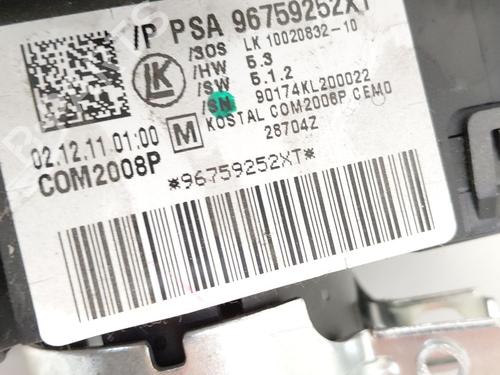 /P PSA 96759252XT
/SOS LK 10020832-10
/HW 5.3
/SW 5.1.2
/SN 90174KL200022
LK
M KOSTAL COM2008P CEMO
28704Z
02.12.11 01:00
COM2008P
*96759252XT*